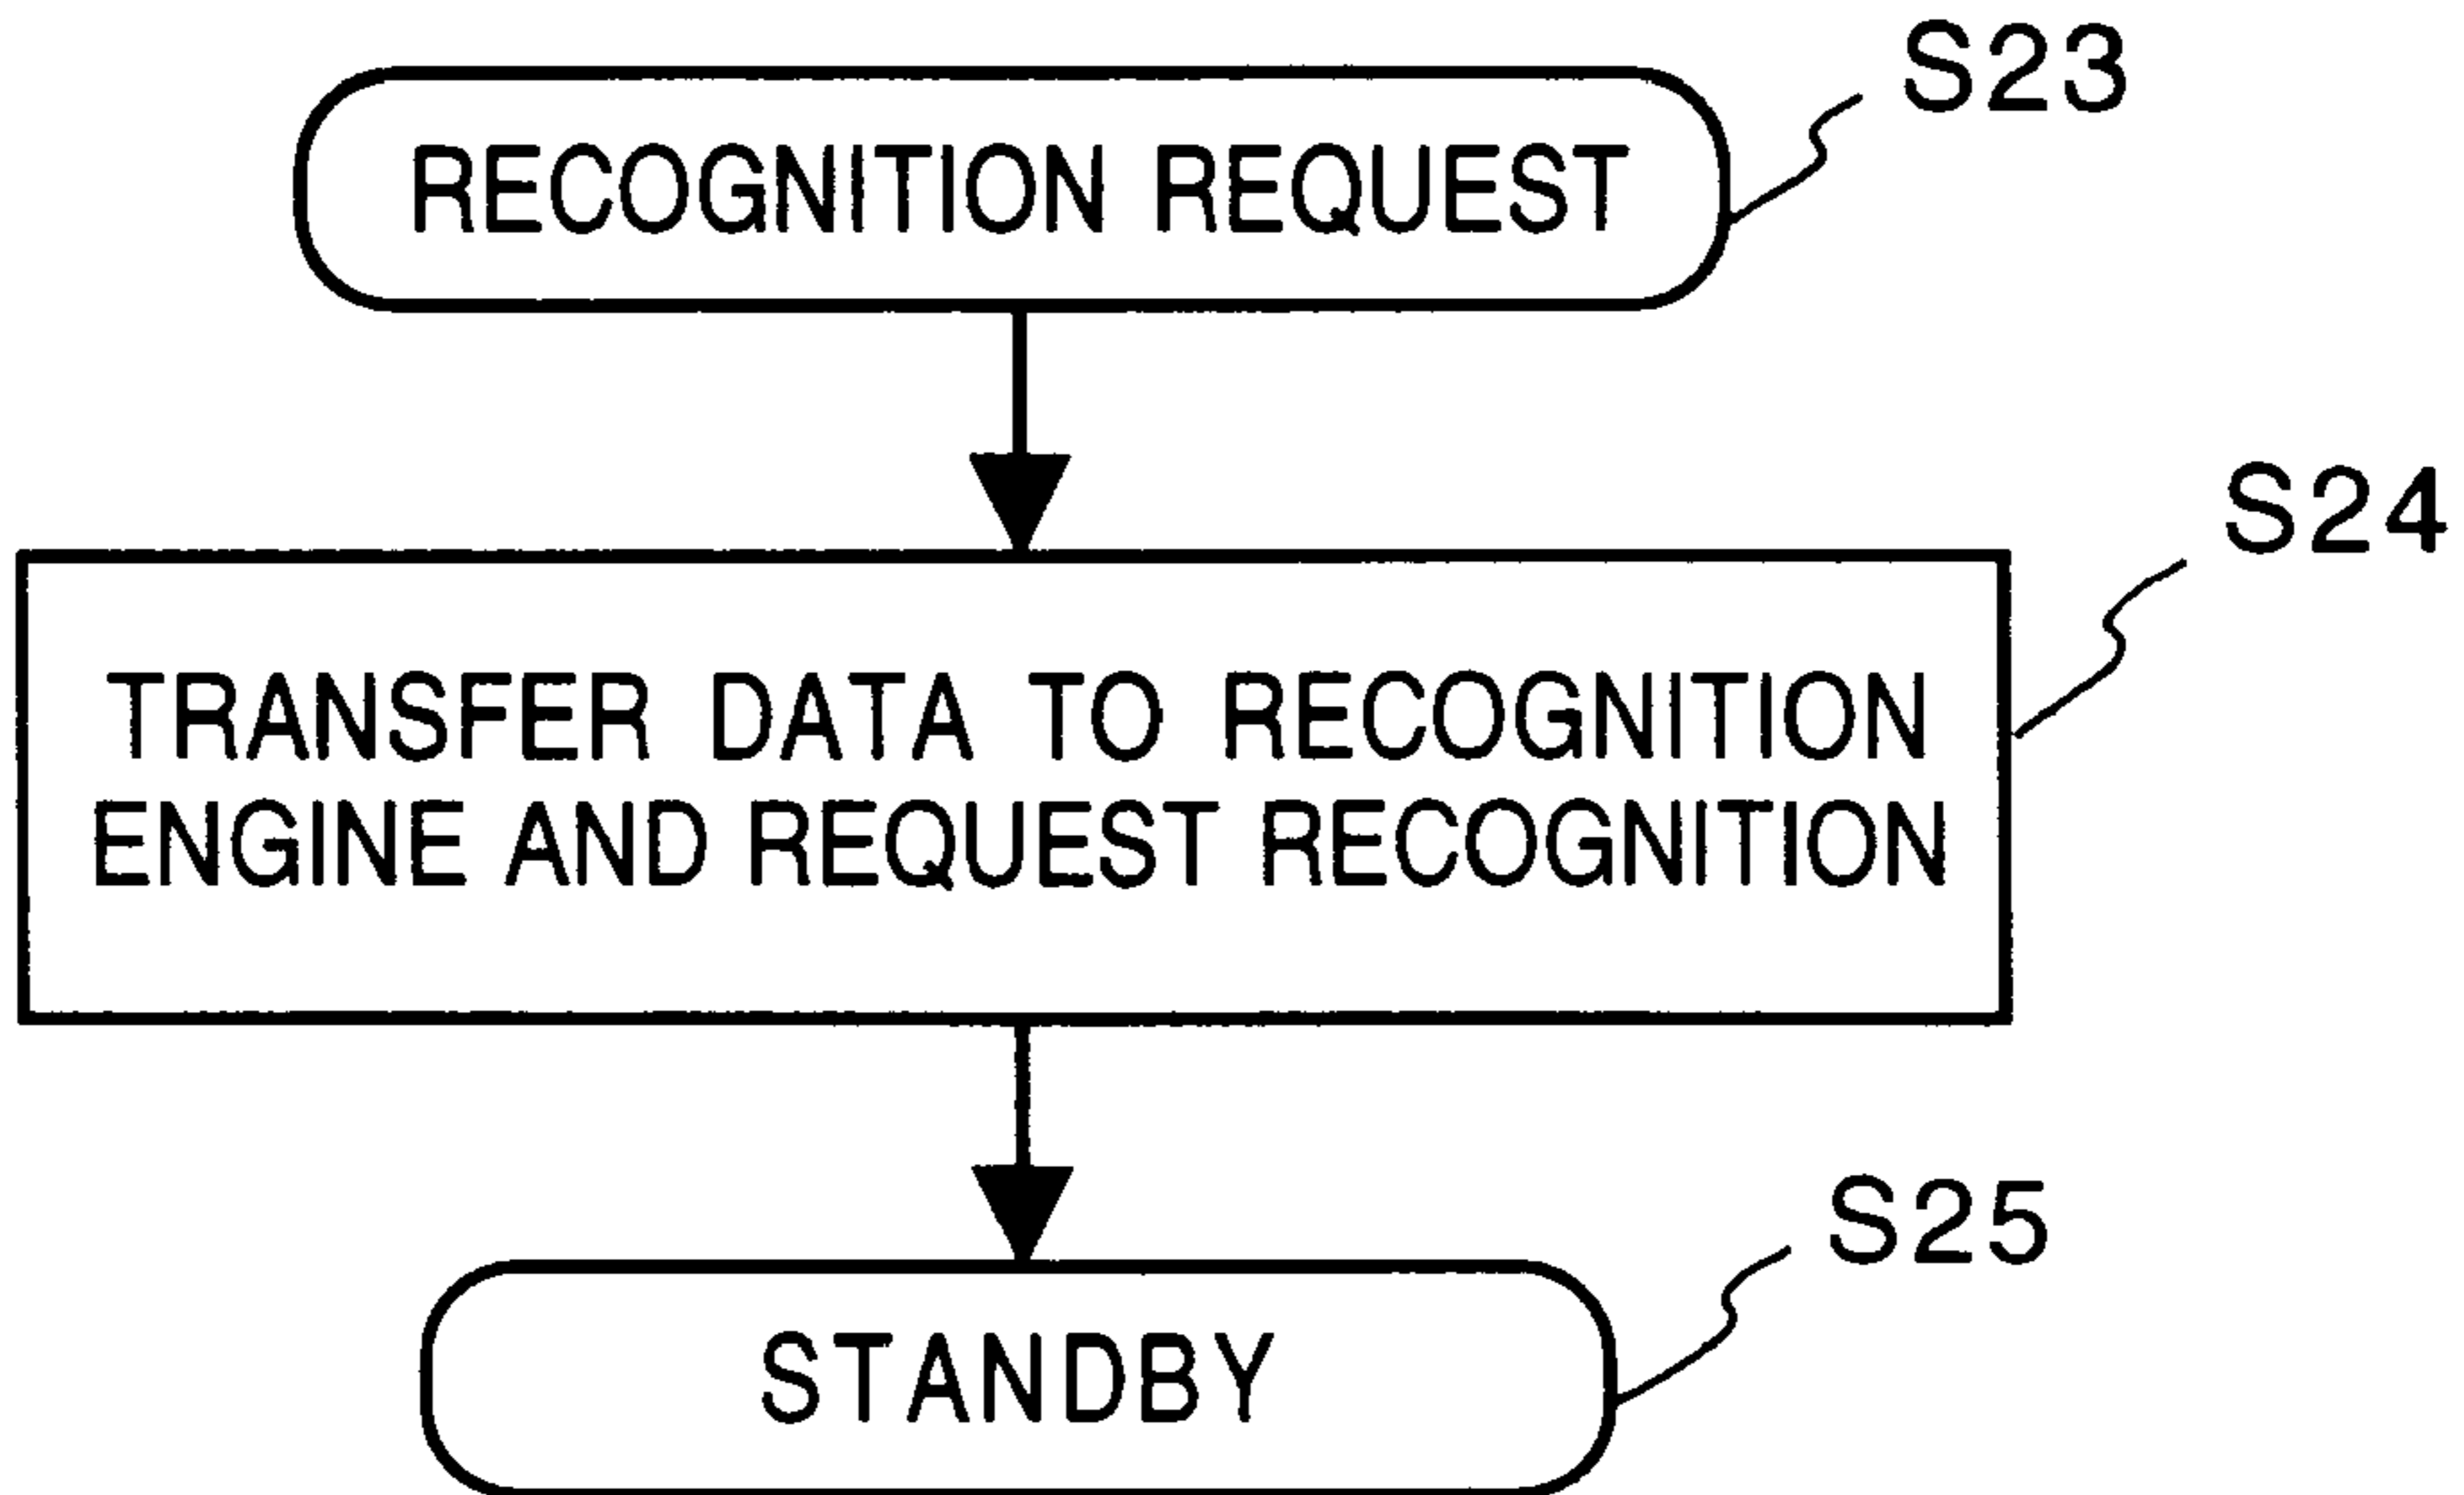 S23
RECOGNITION REQUEST
S24
TRANSFER DATA TO RECOGNITION
ENGINE AND REQUEST RECOGNITION
S25
STANDBY